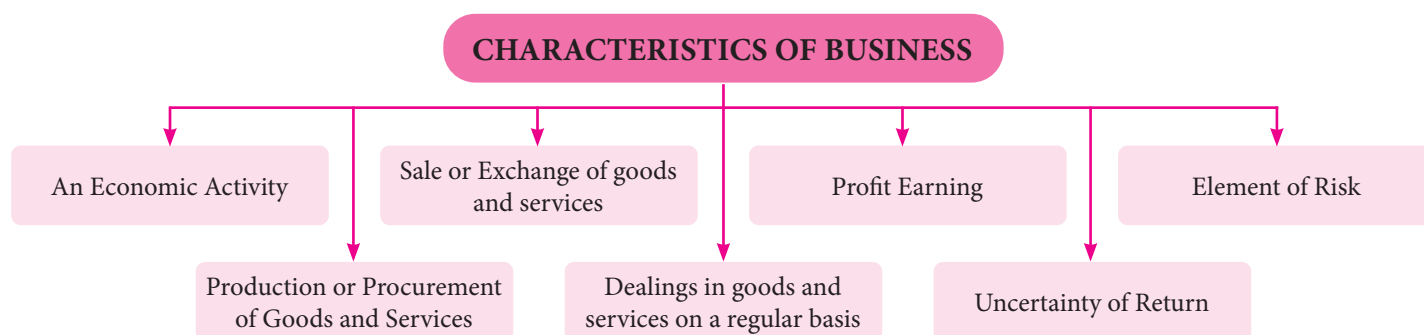 CHARACTERISTICS OF BUSINESS
An Economic Activity
Sale or Exchange of goods
and services
Profit Earning
Element of Risk
Production or Procurement
of Goods and Services
Dealings in goods and
services on a regular basis
Uncertainty of Return